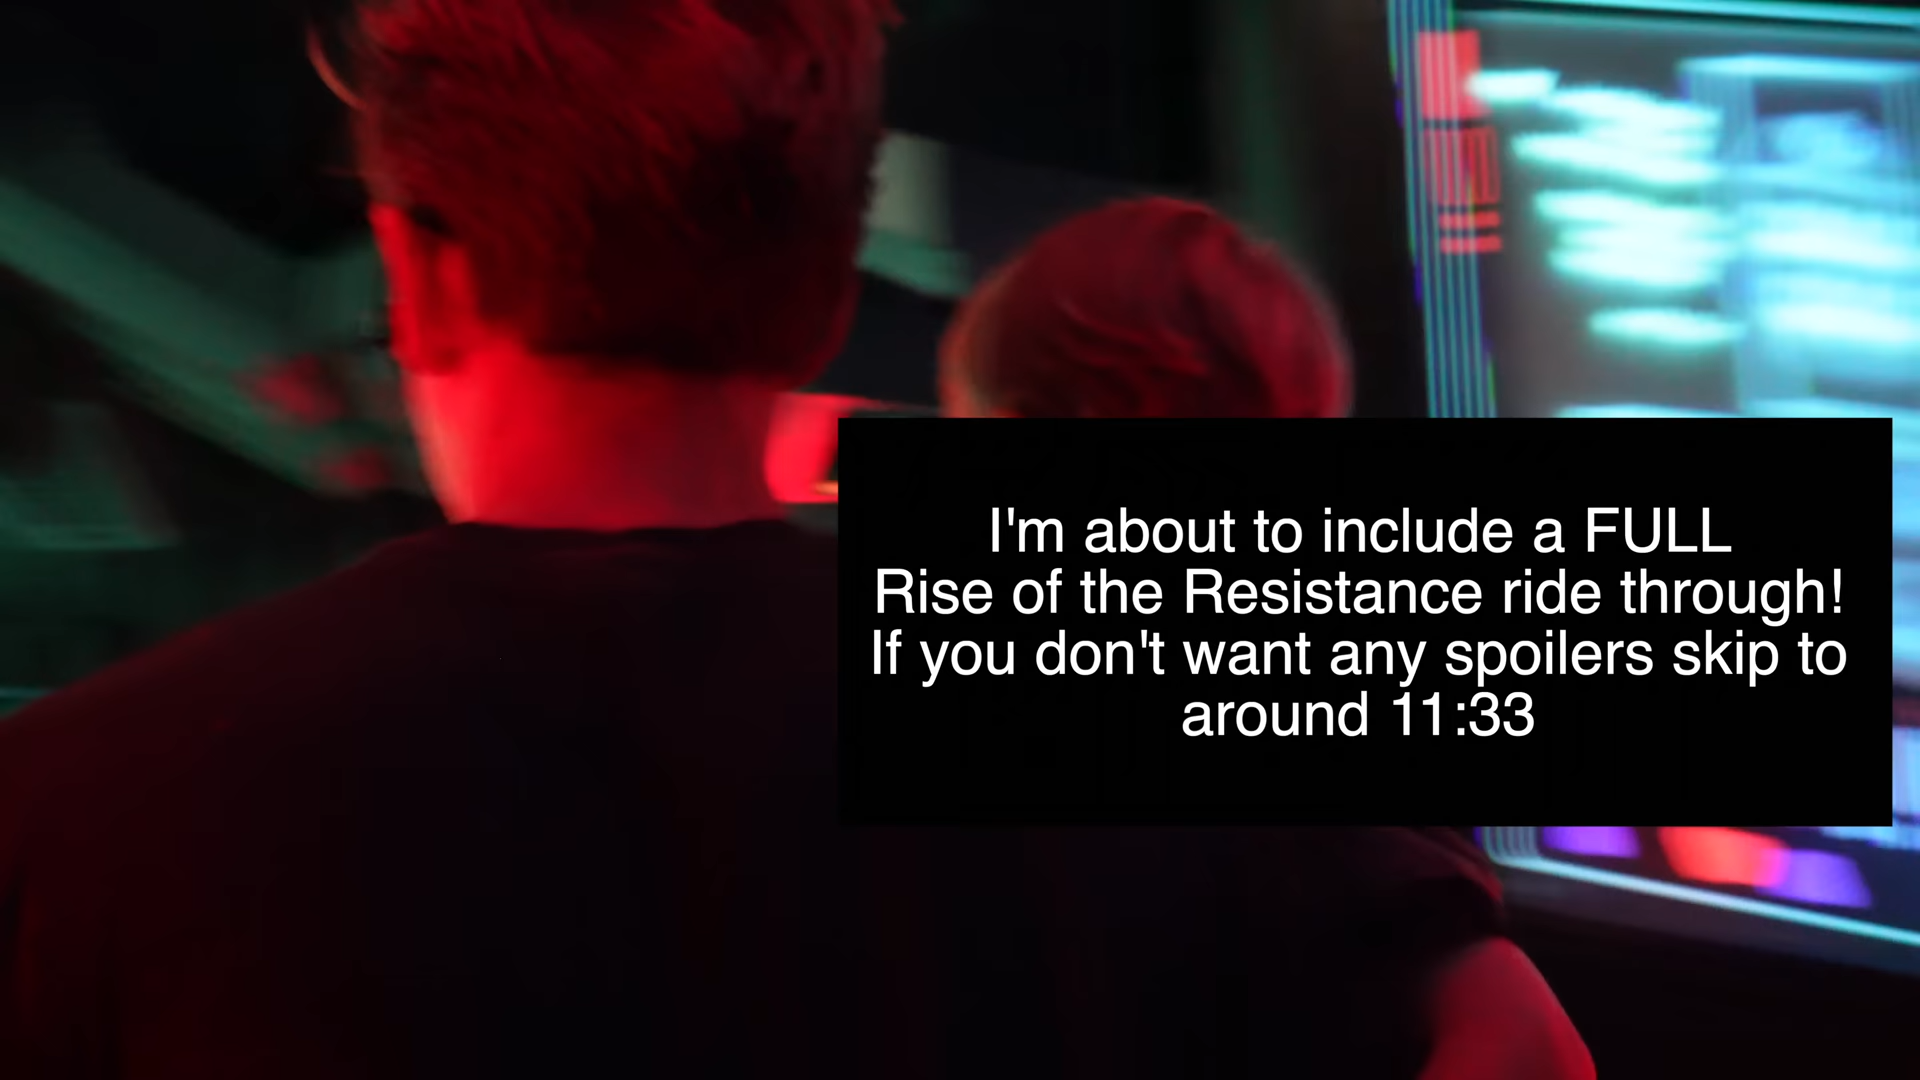 I'm about to include a FULL
Rise of the Resistance ride through!
If you don't want any spoilers skip to
around 11:33